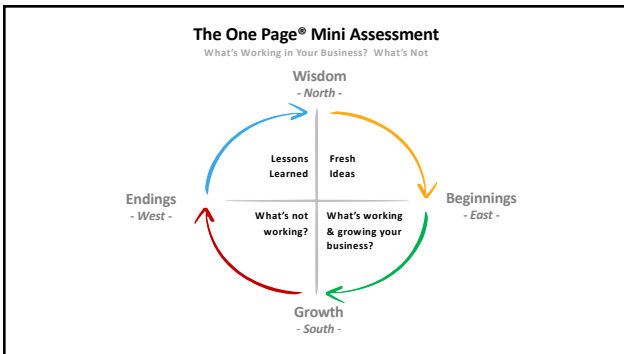 The One Page® Mini Assessment
What's Working in Your Business? What's Not
Wisdom
- North -
Lessons
Learned
Fresh
Ideas
Endings
- West -
Beginnings
- East -
What's not
working?
What's working
& growing your
business?
Growth
- South -